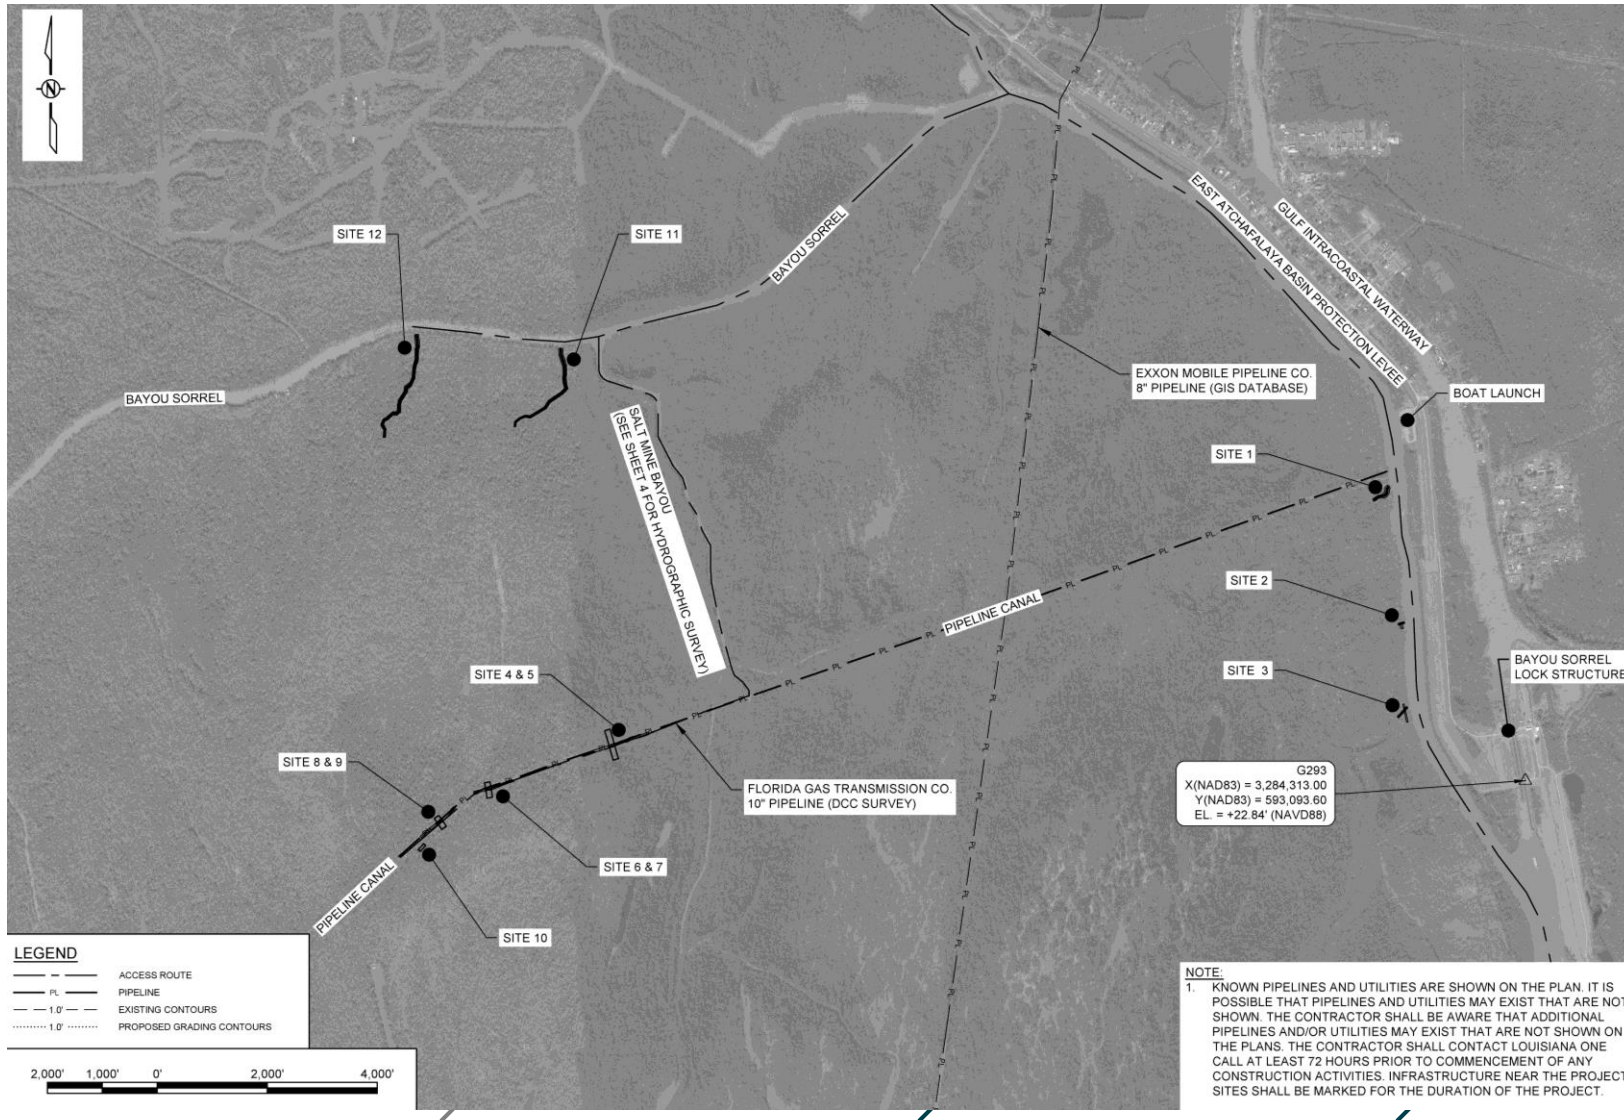 N
SITE 12
SITE 11
BAYOU SORREL
EAST ATCHAFALAYA BASIN PROTECTION LEVEE
GULF INTRACOASTAL WATERWAY
BAYOU SORREL
EXXON MOBILE PIPELINE CO.
8" PIPELINE (GIS DATABASE)
BOAT LAUNCH
SALT MINE BAYOU
(SEE SHEET 4 FOR HYDROGRAPHIC SURVEY)
SITE 1
SITE 2
PIPELINE CANAL
SITE 3
BAYOU SORREL
LOCK STRUCTURE
SITE 4 & 5
SITE 8 & 9
FLORIDA GAS TRANSMISSION CO.
10" PIPELINE (DCC SURVEY)
G293
X(NAD83) = 3,284,313.00
Y(NAD83) = 593,093.60
EL. = +22.84' (NAVD88)
SITE 6 & 7
PIPELINE CANAL
SITE 10
LEGEND
ACCESS ROUTE
PL PIPELINE
1.0' EXISTING CONTOURS
1.0' PROPOSED GRADING CONTOURS
2,000' 1,000' 0' 2,000' 4,000'
NOTE:
1. KNOWN PIPELINES AND UTILITIES ARE SHOWN ON THE PLAN. IT IS
POSSIBLE THAT PIPELINES AND UTILITIES MAY EXIST THAT ARE NOT
SHOWN. THE CONTRACTOR SHALL BE AWARE THAT ADDITIONAL
PIPELINES AND/OR UTILITIES MAY EXIST THAT ARE NOT SHOWN ON
THE PLANS. THE CONTRACTOR SHALL CONTACT LOUISIANA ONE
CALL AT LEAST 72 HOURS PRIOR TO COMMENCEMENT OF ANY
CONSTRUCTION ACTIVITIES. INFRASTRUCTURE NEAR THE PROJECT
SITES SHALL BE MARKED FOR THE DURATION OF THE PROJECT.